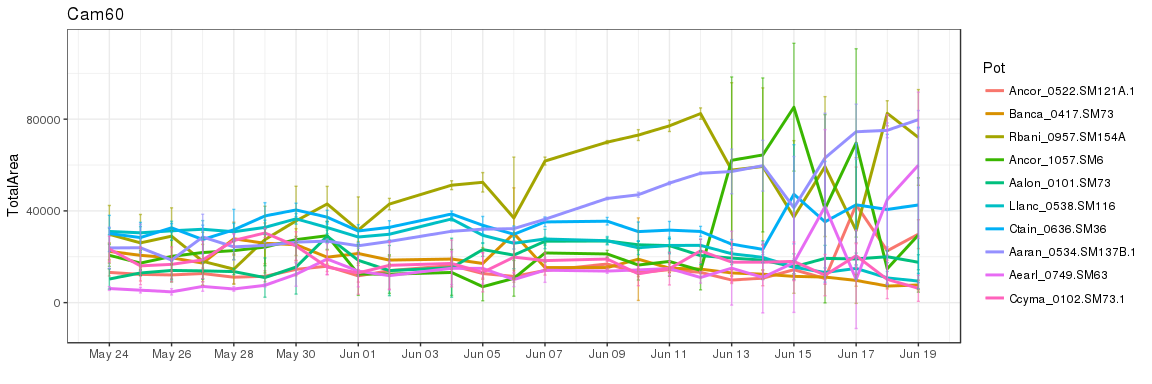 Cam60
TotalArea
80000
40000
0
May 24 May 26 May 28 May 30 Jun 01 Jun 03 Jun 05 Jun 07 Jun 09 Jun 11 Jun 13 Jun 15 Jun 17 Jun 19
Pot
Ancor_0522.SM121A.1
Banca_0417.SM73
Rbani_0957.SM154A
Ancor_1057.SM6
Aalon_0101.SM73
Llanc_0538.SM116
Ctain_0636.SM36
Aaran_0534.SM137B.1
Aearl_0749.SM63
Ccyma_0102.SM73.1